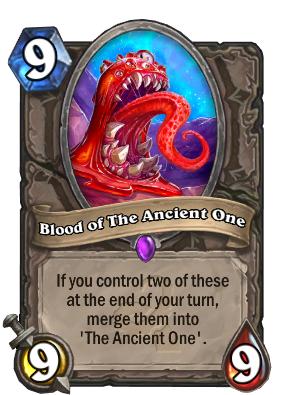 9
Blood of The Ancient One
If you control two of these
at the end of your turn,
merge them into
'The Ancient One'.
9
9